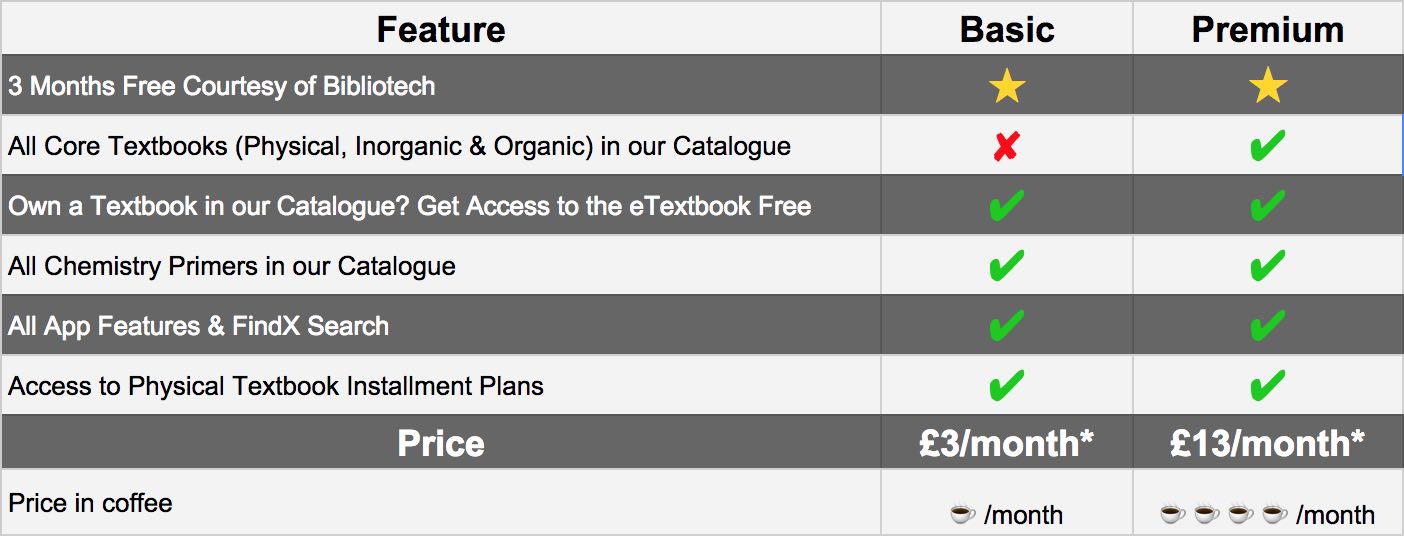 Feature Basic Premium
3 Months Free Courtesy of Bibliotech ★ ★
All Core Textbooks (Physical, Inorganic & Organic) in our Catalogue ✘ ✔
Own a Textbook in our Catalogue? Get Access to the eTextbook Free ✔ ✔
All Chemistry Primers in our Catalogue ✔ ✔
All App Features & FindX Search ✔ ✔
Access to Physical Textbook Installment Plans ✔ ✔
Price £3/month* £13/month*
Price in coffee ☕ /month ☕ ☕ ☕ ☕ /month